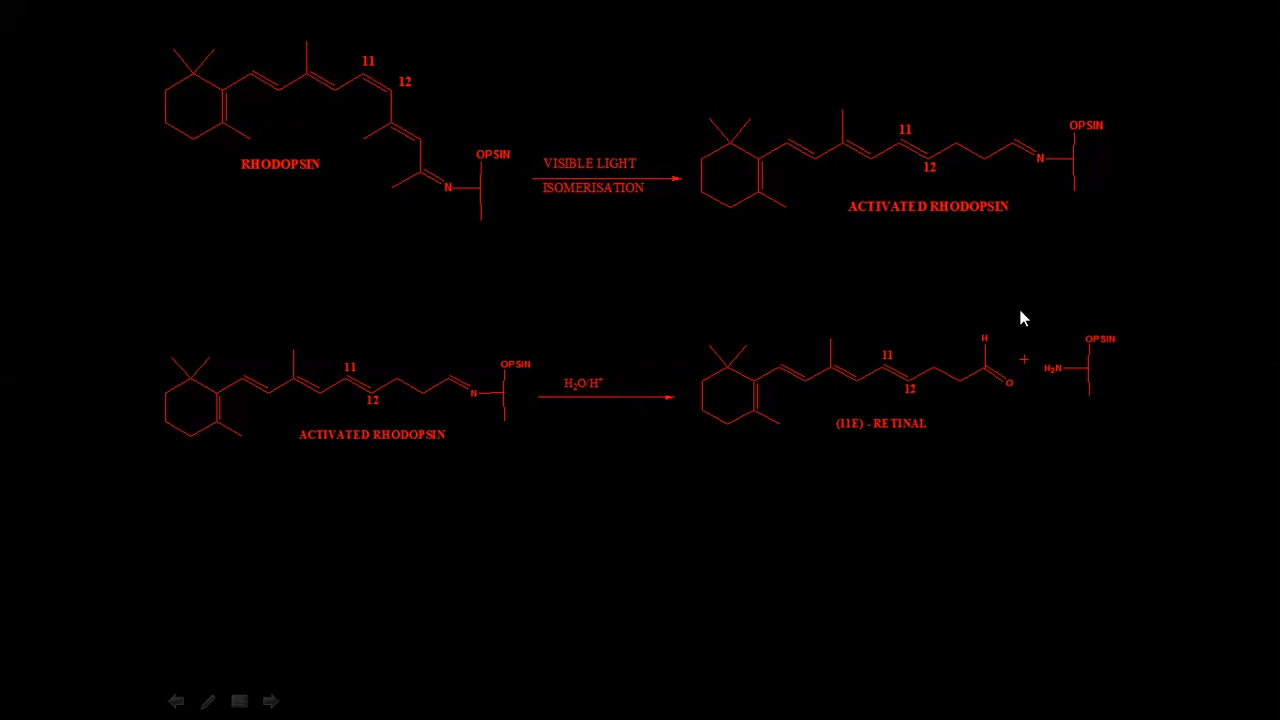 11
12
OPSIN
N
RHODOPSIN
VISIBLE LIGHT
ISOMERISATION
11
12
OPSIN
N
ACTIVATED RHODOPSIN
11
12
OPSIN
N
ACTIVATED RHODOPSIN
H₂O/H⁺
11
12
H
O
+
H₂N
OPSIN
(11E) - RETINAL